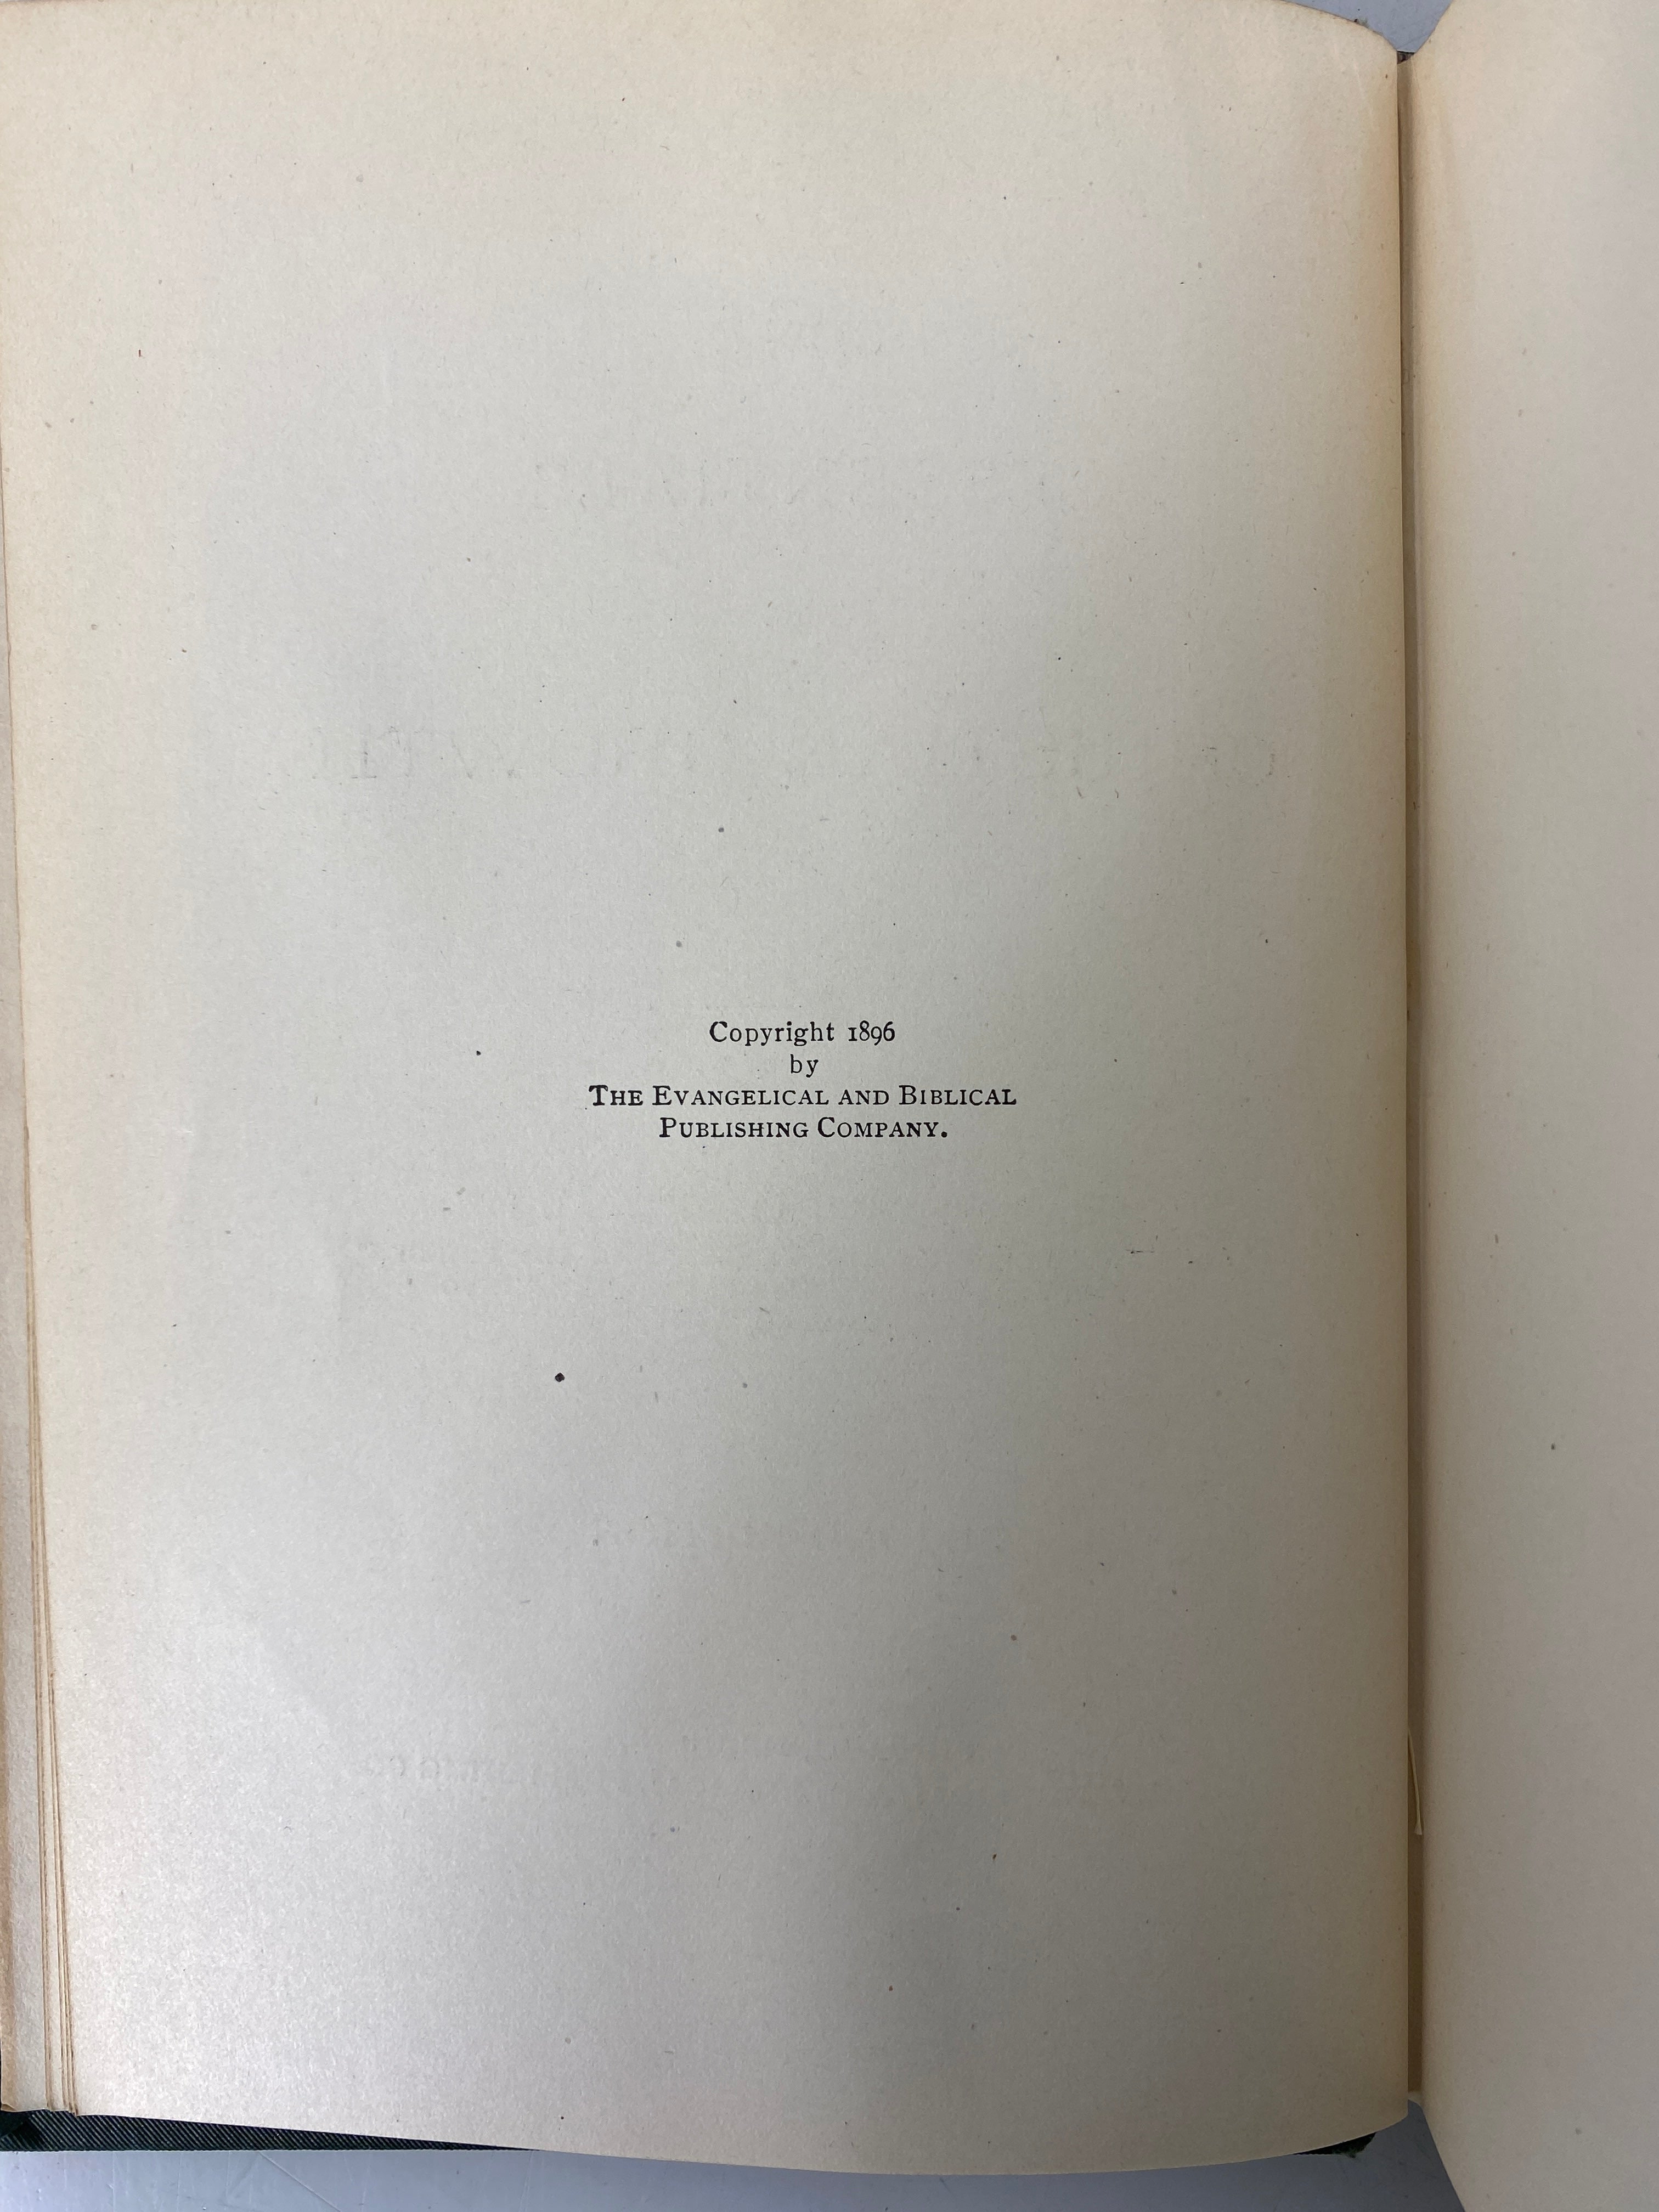 Copyright 1896
by
THE EVANGELICAL AND BIBLICAL
PUBLISHING COMPANY.